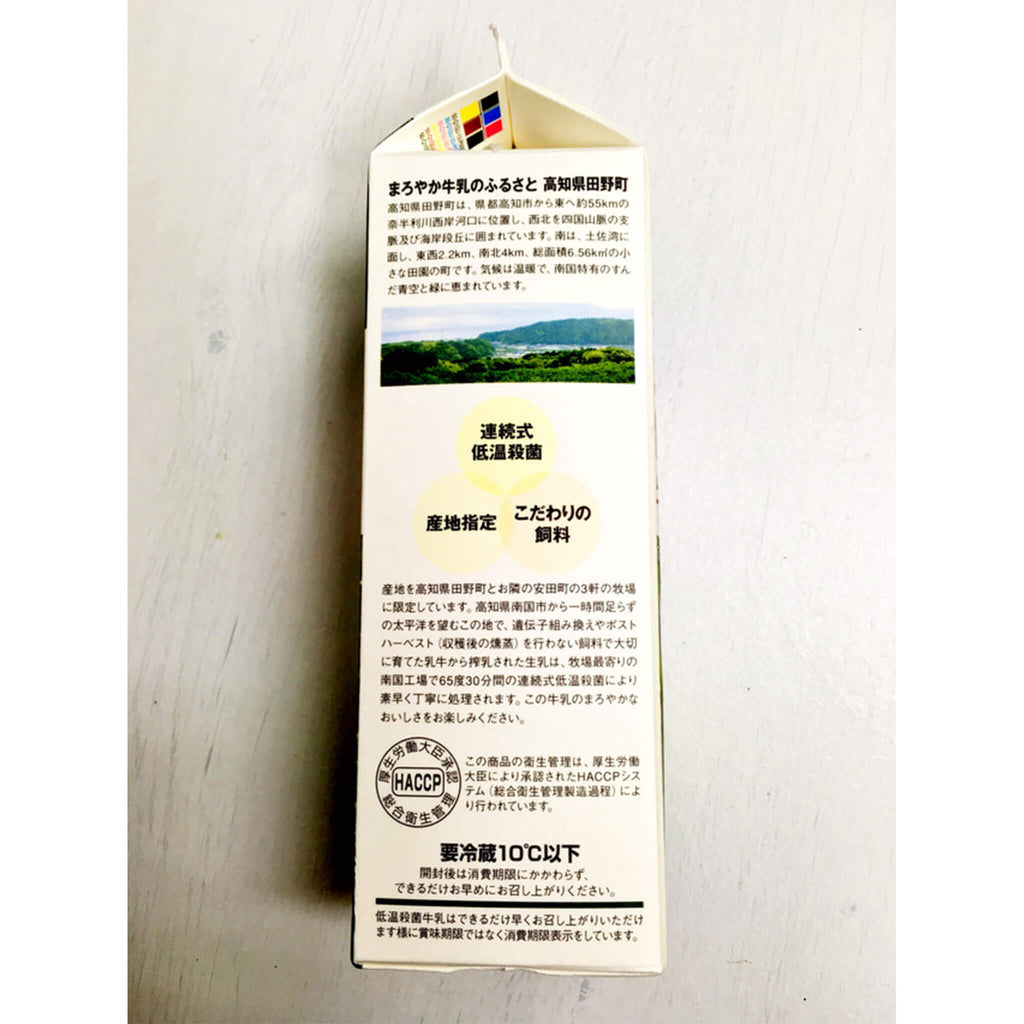 まろやか牛乳のふるさと 高知県田野町
高知県田野町は、県都高知市から東へ約55kmの
奈半利川西岸河口に位置し、西北を四国山脈の支
脈及び海岸段丘に囲まれています。南は、土佐湾に
面し、東西2.2km、南北4km、総面積6.56k㎡の小
さな田園の町です。気候は温暖で、南国特有のすん
だ青空と緑に恵まれています。
連続式
低温殺菌
産地指定
こだわりの
飼料
産地を高知県田野町とお隣の安田町の3軒の牧場
に限定しています。高知県南国市から一時間足らず
の太平洋を望むこの地で、遺伝子組み換えやポスト
ハーベスト（収穫後の燻蒸）を行わない飼料で大切
に育てた乳牛から搾乳された生乳は、牧場最寄りの
南国工場で65度30分間の連続式低温殺菌により
素早く丁寧に処理されます。この牛乳のまろやかな
おいしさをお楽しみください。
厚生労働大臣承認
HACCP
総合衛生管理
この商品の衛生管理は、厚生労働
大臣により承認されたHACCPシス
テム（総合衛生管理製造過程）によ
り行われています。
要冷蔵10℃以下
開封後は消費期限にかかわらず、
できるだけお早めにお召し上がりください。
低温殺菌牛乳はできるだけ早くお召し上がりいただけ
ます様に賞味期限ではなく消費期限表示をしています。